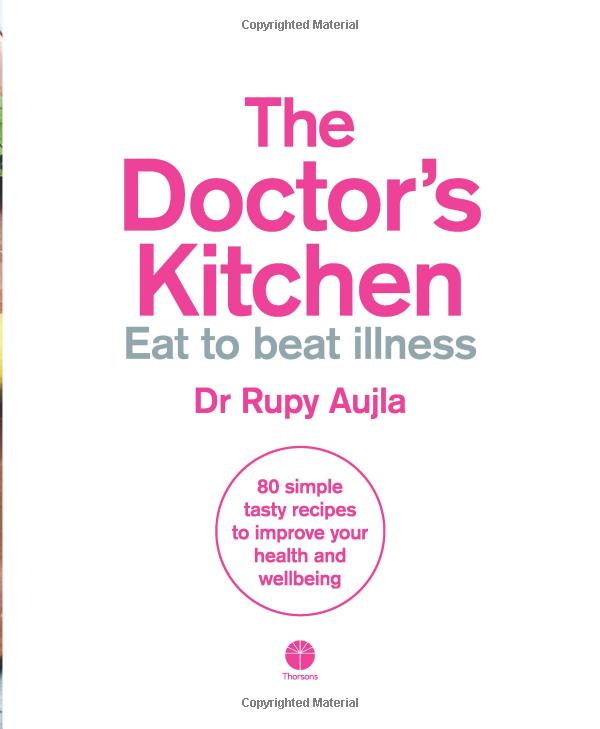 Copyrighted Material
The
Doctor’s
Kitchen
Eat to beat illness
Dr Rupy Aujla
80 simple
tasty recipes
to improve your
health and
wellbeing
Thorsons
Copyrighted Material